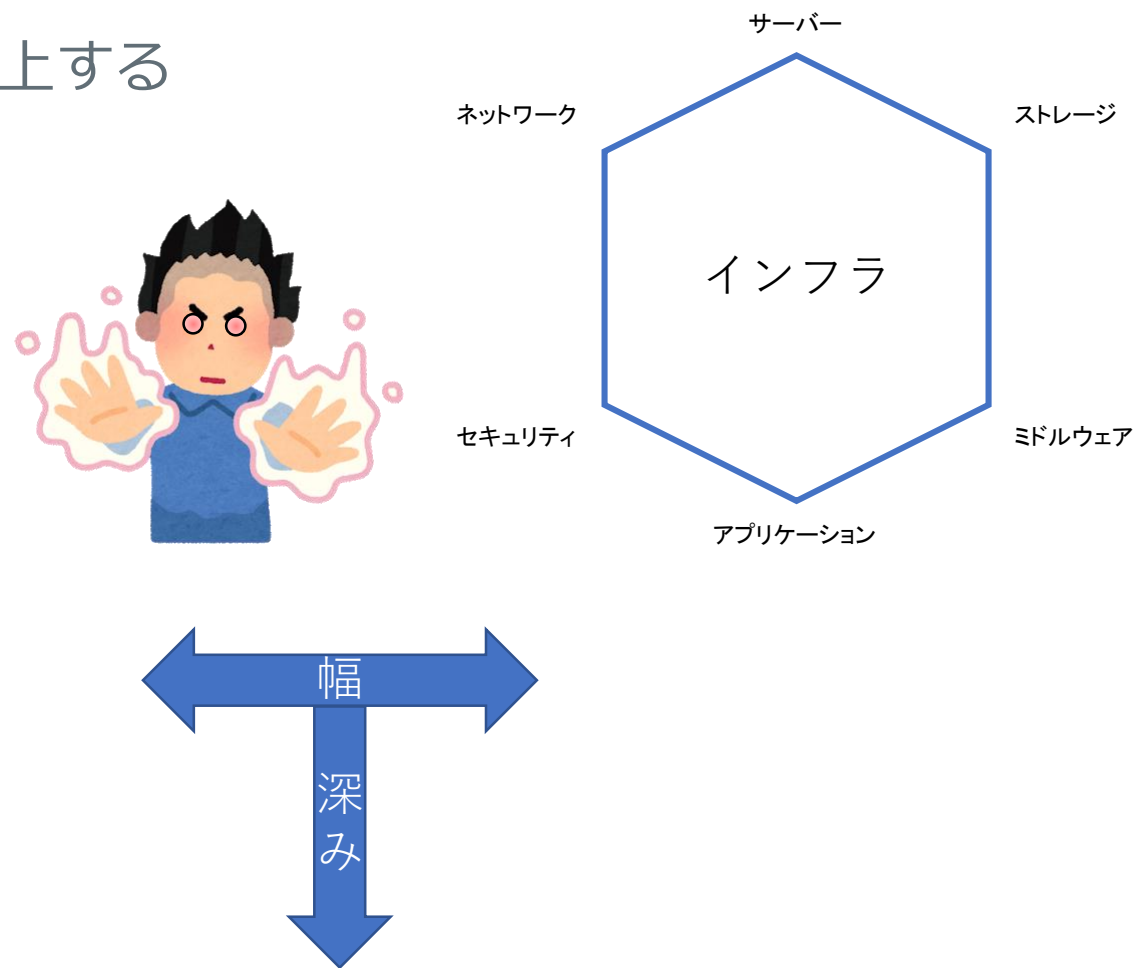 上する
サーバー
ネットワーク
ストレージ
インフラ
セキュリティ
ミドルウェア
アプリケーション
幅
深み